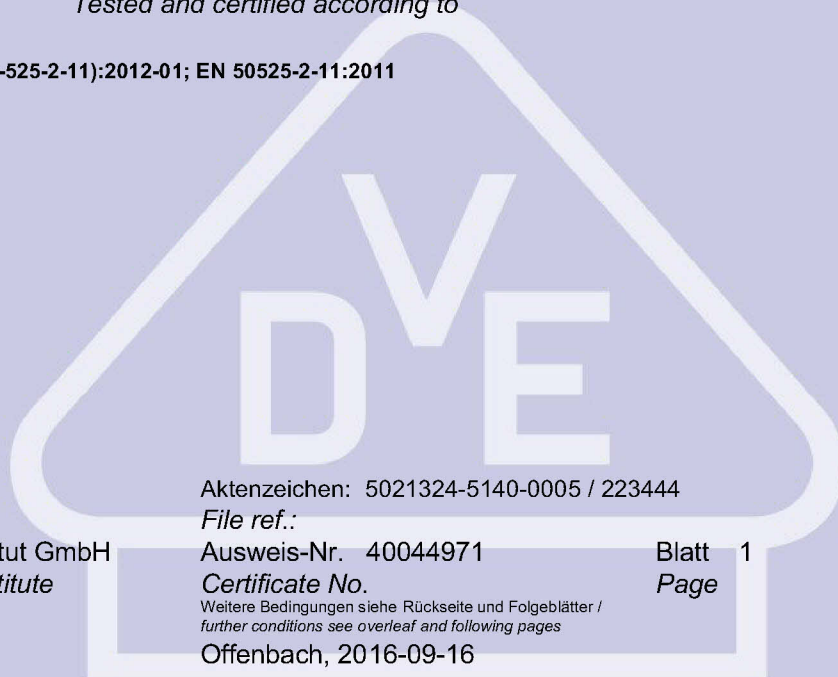 Tested and certified according to
-525-2-11):2012-01; EN 50525-2-11:2011
V
D E
Aktenzeichen: 5021324-5140-0005 / 223444
File ref.:
tut GmbH Ausweis-Nr. 40044971 Blatt 1
titute Certificate No. Page
Weitere Bedingungen siehe Rückseite und Folgeblätter /
further conditions see overleaf and following pages
Offenbach, 2016-09-16